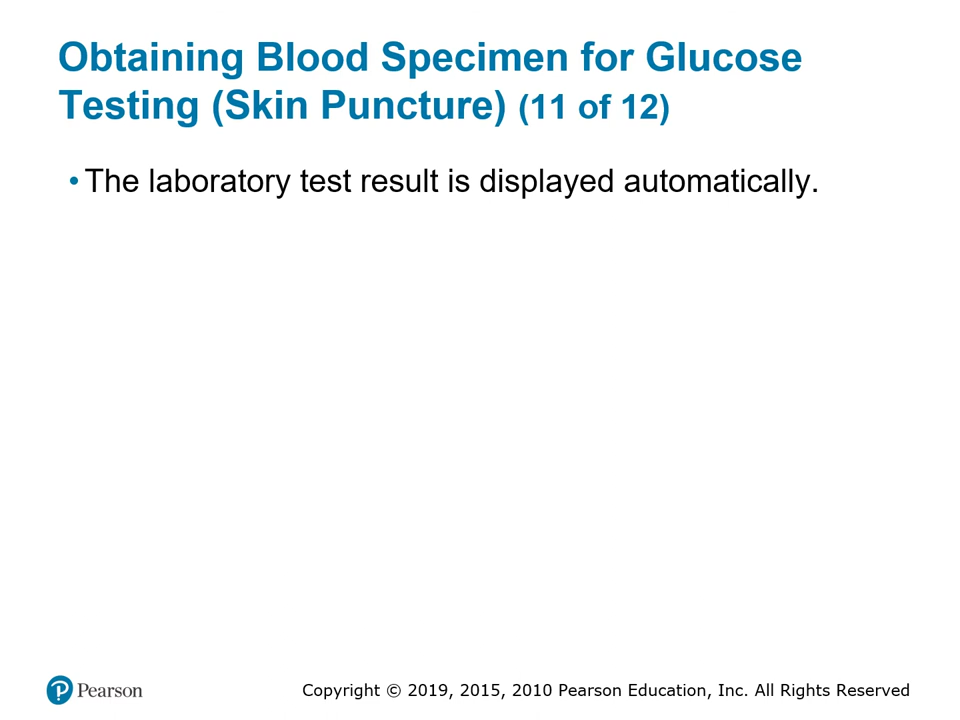 Obtaining Blood Specimen for Glucose
Testing (Skin Puncture) (11 of 12)
• The laboratory test result is displayed automatically.
Pearson
Copyright © 2019, 2015, 2010 Pearson Education, Inc. All Rights Reserved